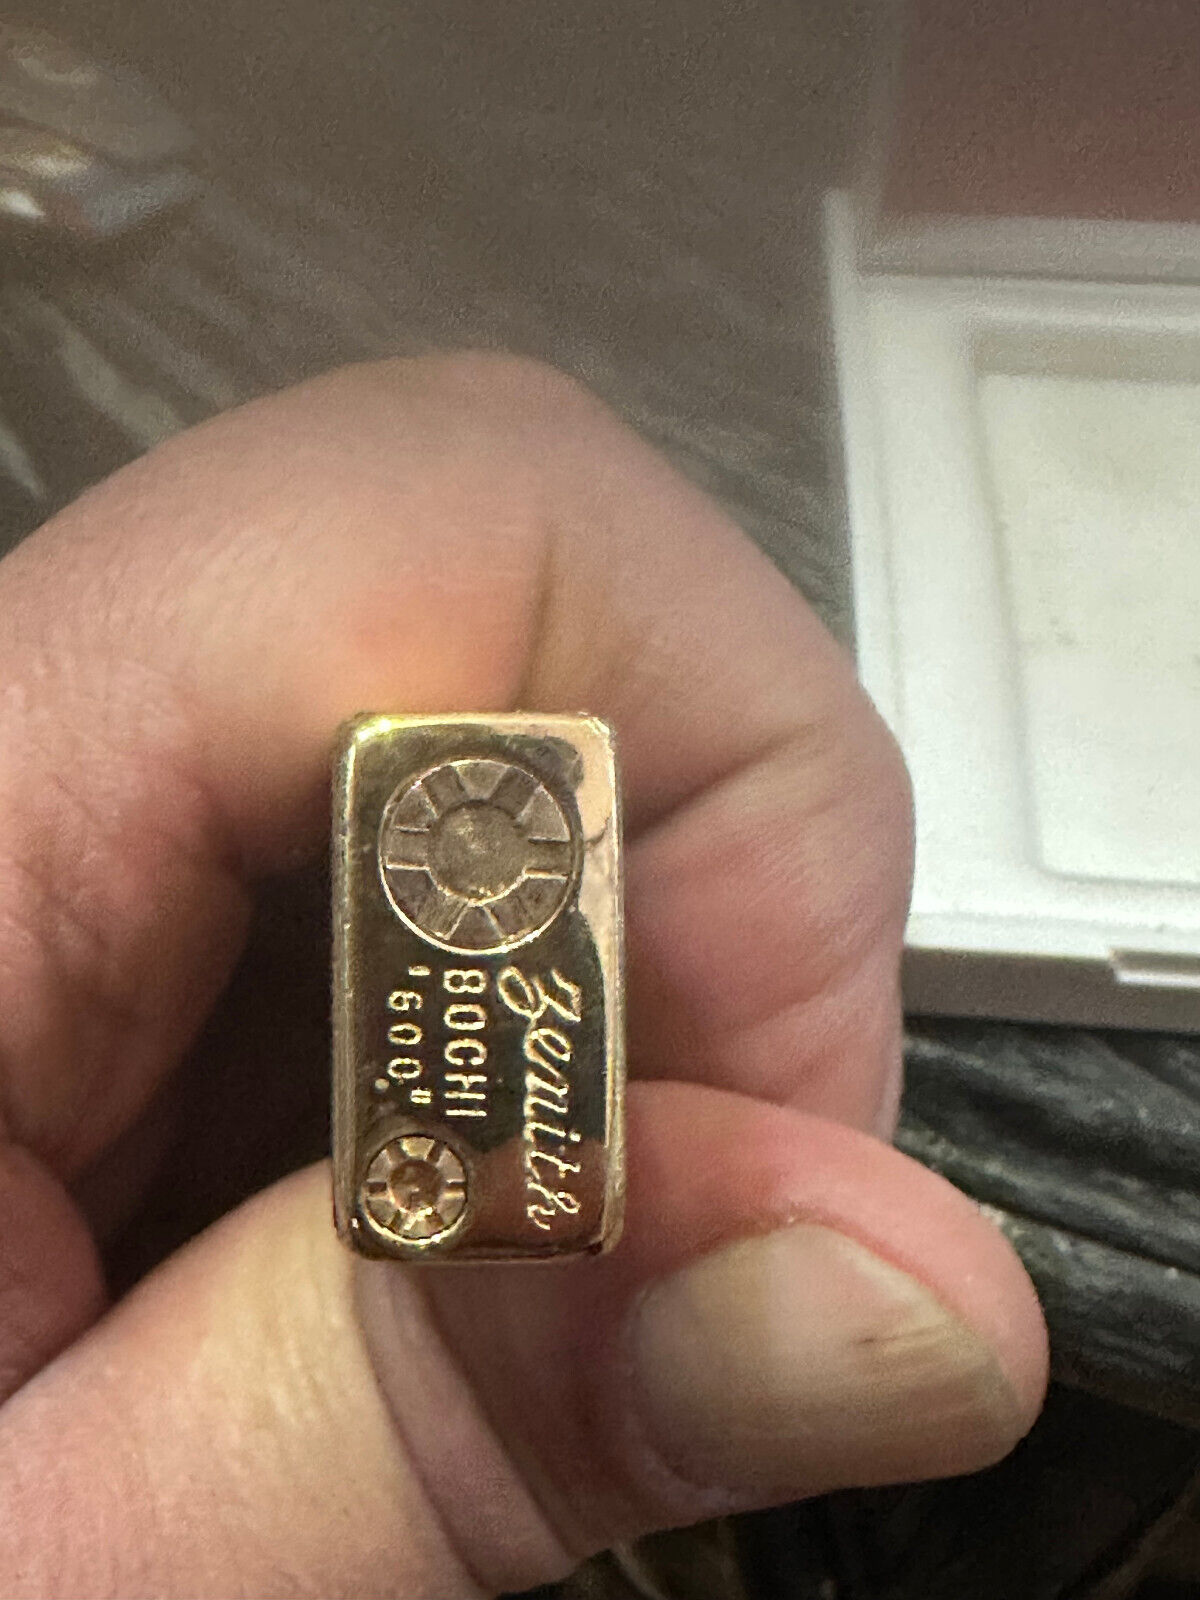 Zenith
BOCHI
'600"